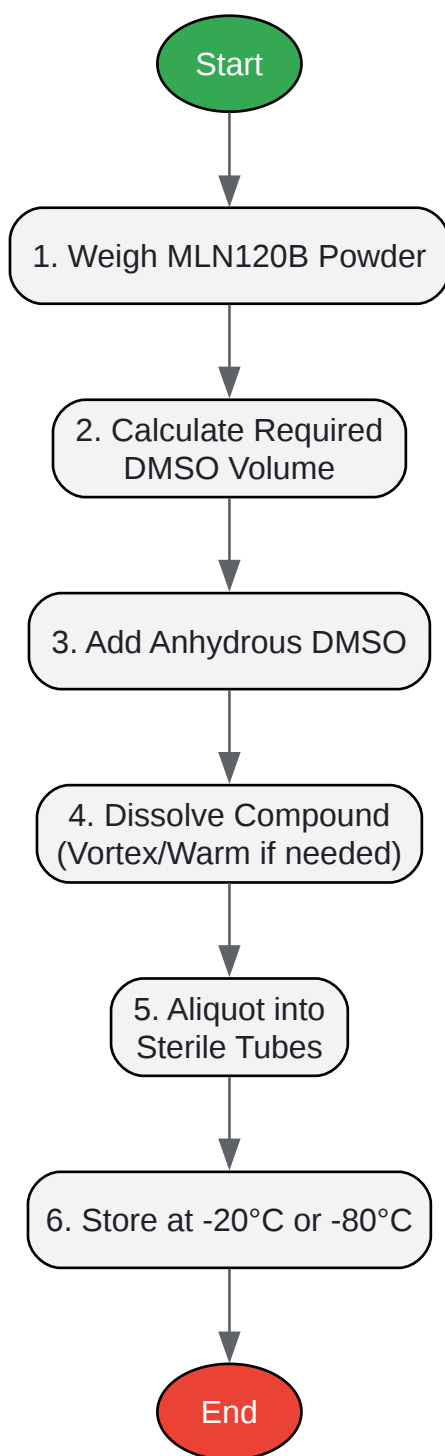 Start
1. Weigh MLN120B Powder
2. Calculate Required
DMSO Volume
3. Add Anhydrous DMSO
4. Dissolve Compound
(Vortex/Warm if needed)
5. Aliquot into
Sterile Tubes
6. Store at -20°C or -80°C
End